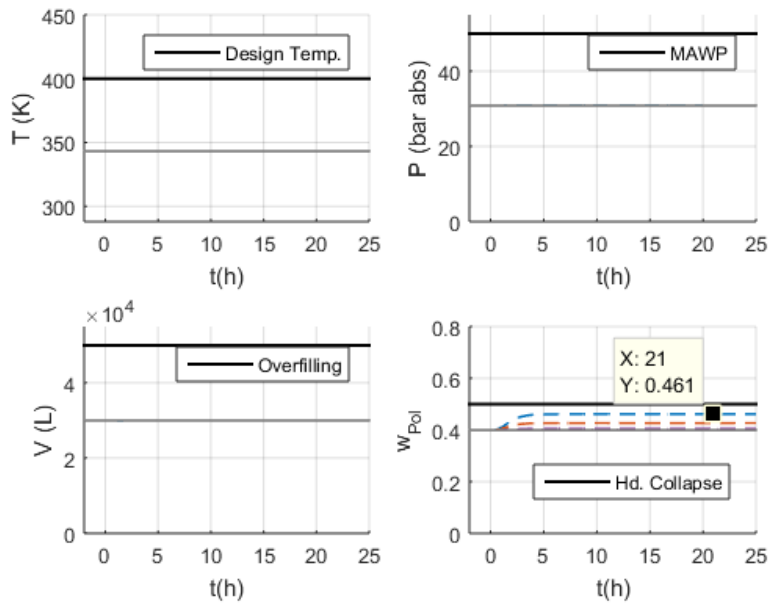 450
400
350
300
T (K)
Design Temp.
0 5 10 15 20 25
t(h)
40
20
0
P (bar abs)
MAWP
0 5 10 15 20 25
t(h)
×10⁴
4
2
0
V (L)
Overfilling
0 5 10 15 20 25
t(h)
0.8
0.6
0.4
0.2
0
w_Pol
X: 21
Y: 0.461
Hd. Collapse
0 5 10 15 20 25
t(h)